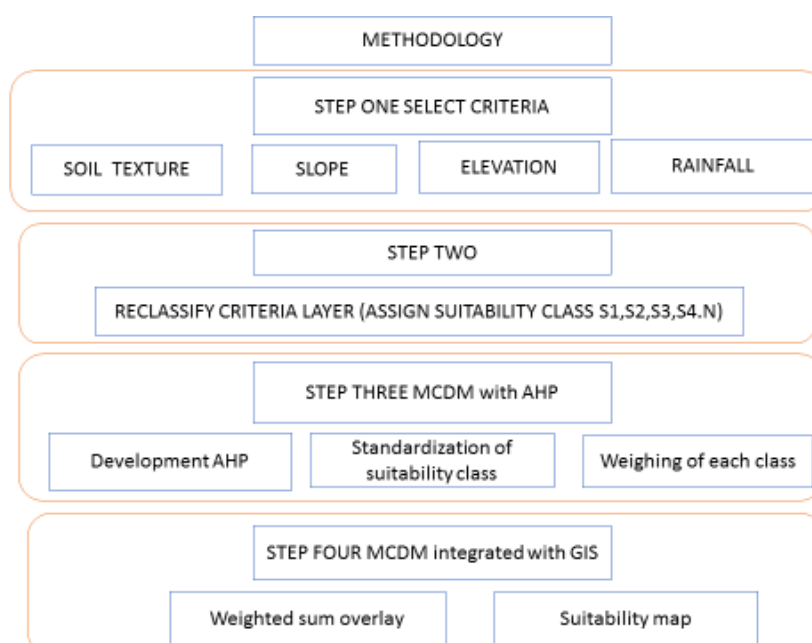 METHODOLOGY
STEP ONE SELECT CRITERIA
SOIL TEXTURE
SLOPE
ELEVATION
RAINFALL
STEP TWO
RECLASSIFY CRITERIA LAYER (ASSIGN SUITABILITY CLASS S1,S2,S3,S4.N)
STEP THREE MCDM with AHP
Development AHP
Standardization of
suitability class
Weighing of each class
STEP FOUR MCDM integrated with GIS
Weighted sum overlay
Suitability map